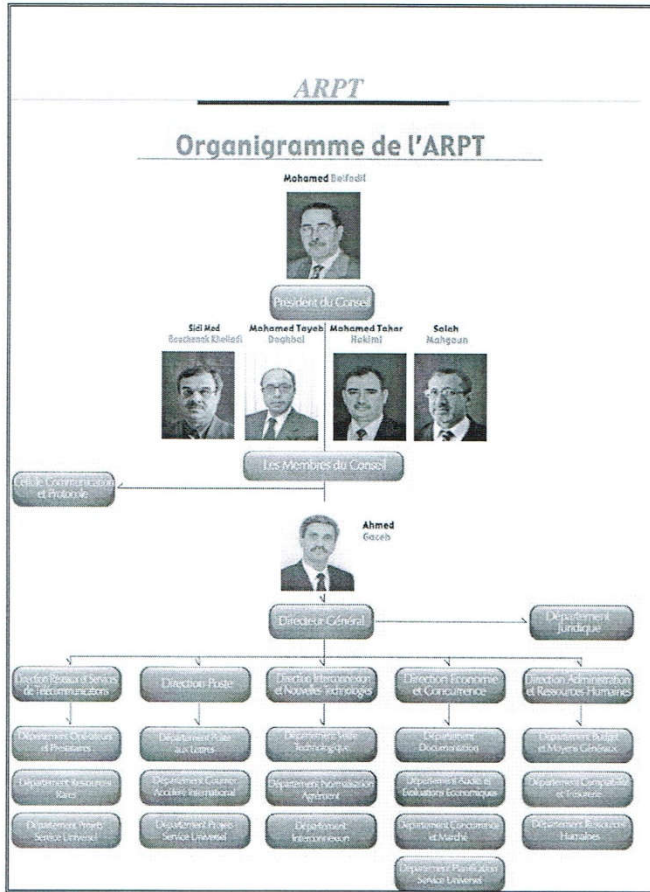 ARPT
Organigramme de l'ARPT
Mohamed Belfodil
Président du Conseil
Sidi Med
Bouchenak Khelladi
Mohamed Tayeb
Daghbal
Mohamed Tahar
Hakimi
Salah
Mahgoun
Les Membres du Conseil
Cellule Communication
et Protocole
Ahmed
Gaceb
Directeur Général
Département
Juridique
Direction Réseaux et Services
de Télécommunications
Direction Poste
Direction Interconnexion
et Nouvelles Technologies
Direction Economie
et Concurrence
Direction Administration
et Ressources Humaines
Département Opérateurs
et Prestataires
Département Poste
aux Lettres
Département Veille
Technologique
Département
Documentation
Département Budget
et Moyens Généraux
Département Ressources
Rares
Département Courrier
Accéléré International
Département Normalisation
Agrément
Département Audit et
Evaluations Economiques
Département Comptabilité
et Trésorerie
Département Projets
Service Universel
Département Projets
Service Universel
Département
Interconnexion
Département Concurrence
et Marché
Département Ressources
Humaines
Département Planification
Service Universel